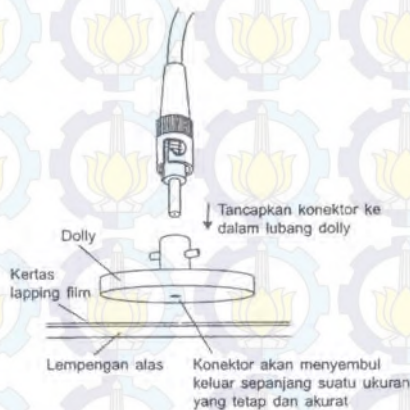 Tancapkan konektor ke
dalam lubang dolly
Dolly
Kertas
lapping film
Lempengan alas
Konektor akan menyembul
keluar sepanjang suatu ukuran
yang tetap dan akurat